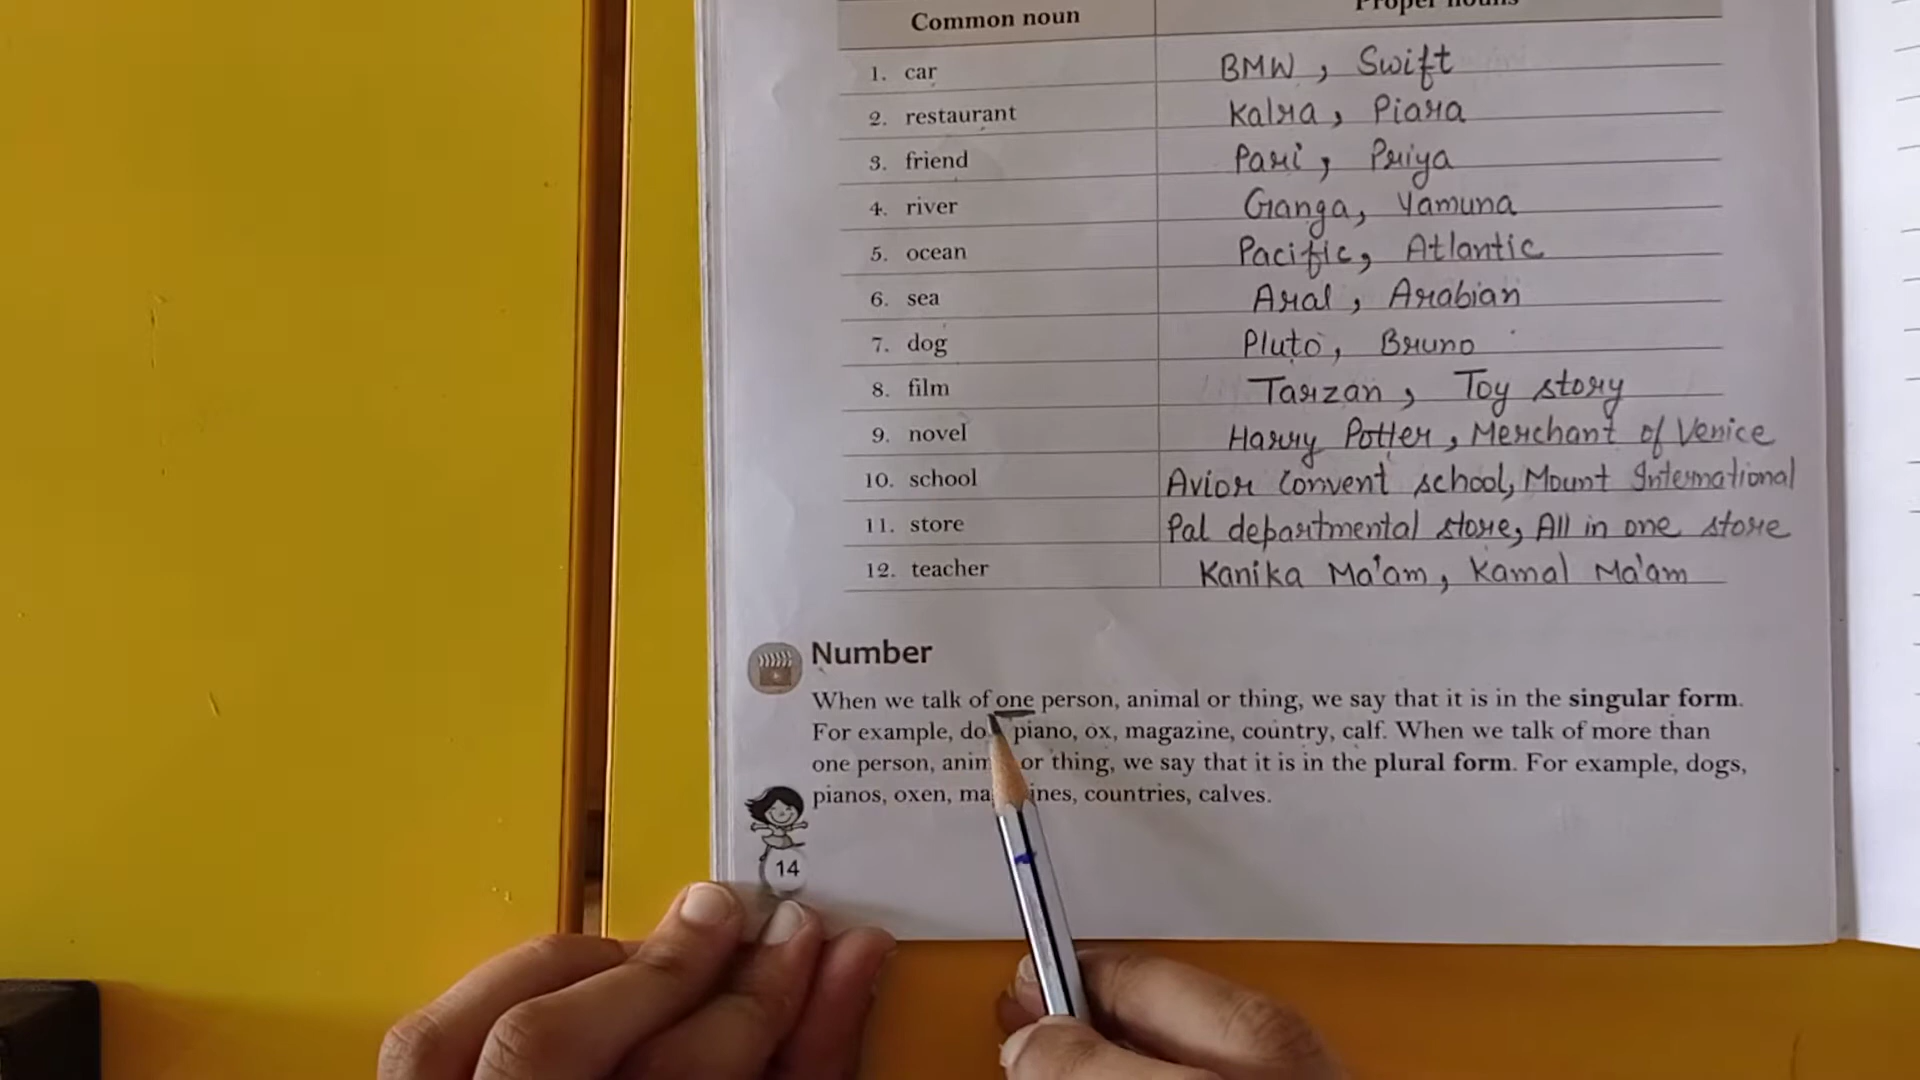 Common noun Proper nouns
1. car BMW, Swift
2. restaurant Kalra, Piara
3. friend Pari, Priya
4. river Ganga, Yamuna
5. ocean Pacific, Atlantic
6. sea Aral, Arabian
7. dog Pluto, Bruno
8. film Tarzan, Toy story
9. novel Harry Potter, Merchant of Venice
10. school Avior Convent school, Mount International
11. store Pal departmental store, All in one store
12. teacher Kanika Ma'am, Kamal Ma'am
Number
When we talk of one person, animal or thing, we say that it is in the singular form.
For example, do piano, ox, magazine, country, calf. When we talk of more than
one person, anim or thing, we say that it is in the plural form. For example, dogs,
pianos, oxen, ma ines, countries, calves.
14